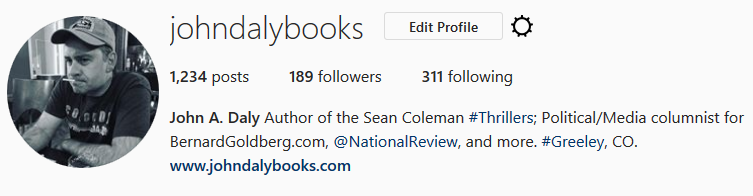 johndalybooks Edit Profile
1,234 posts 189 followers 311 following
John A. Daly Author of the Sean Coleman #Thrillers; Political/Media columnist for
BernardGoldberg.com, @NationalReview, and more. #Greeley, CO.
www.johndalybooks.com